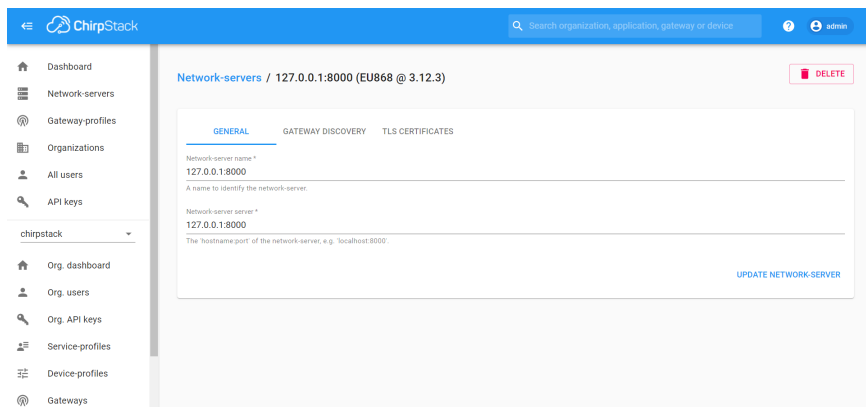 ChirpStack
Search organization, application, gateway or device
? admin
Dashboard
Network-servers
Gateway-profiles
Organizations
All users
API keys
chirpstack
Org. dashboard
Org. users
Org. API keys
Service-profiles
Device-profiles
Gateways
Network-servers / 127.0.0.1:8000 (EU868 @ 3.12.3)
DELETE
GENERAL GATEWAY DISCOVERY TLS CERTIFICATES
Network-server name *
127.0.0.1:8000
A name to identify the network-server.
Network-server server *
127.0.0.1:8000
The 'hostname:port' of the network-server, e.g. 'localhost:8000'.
UPDATE NETWORK-SERVER